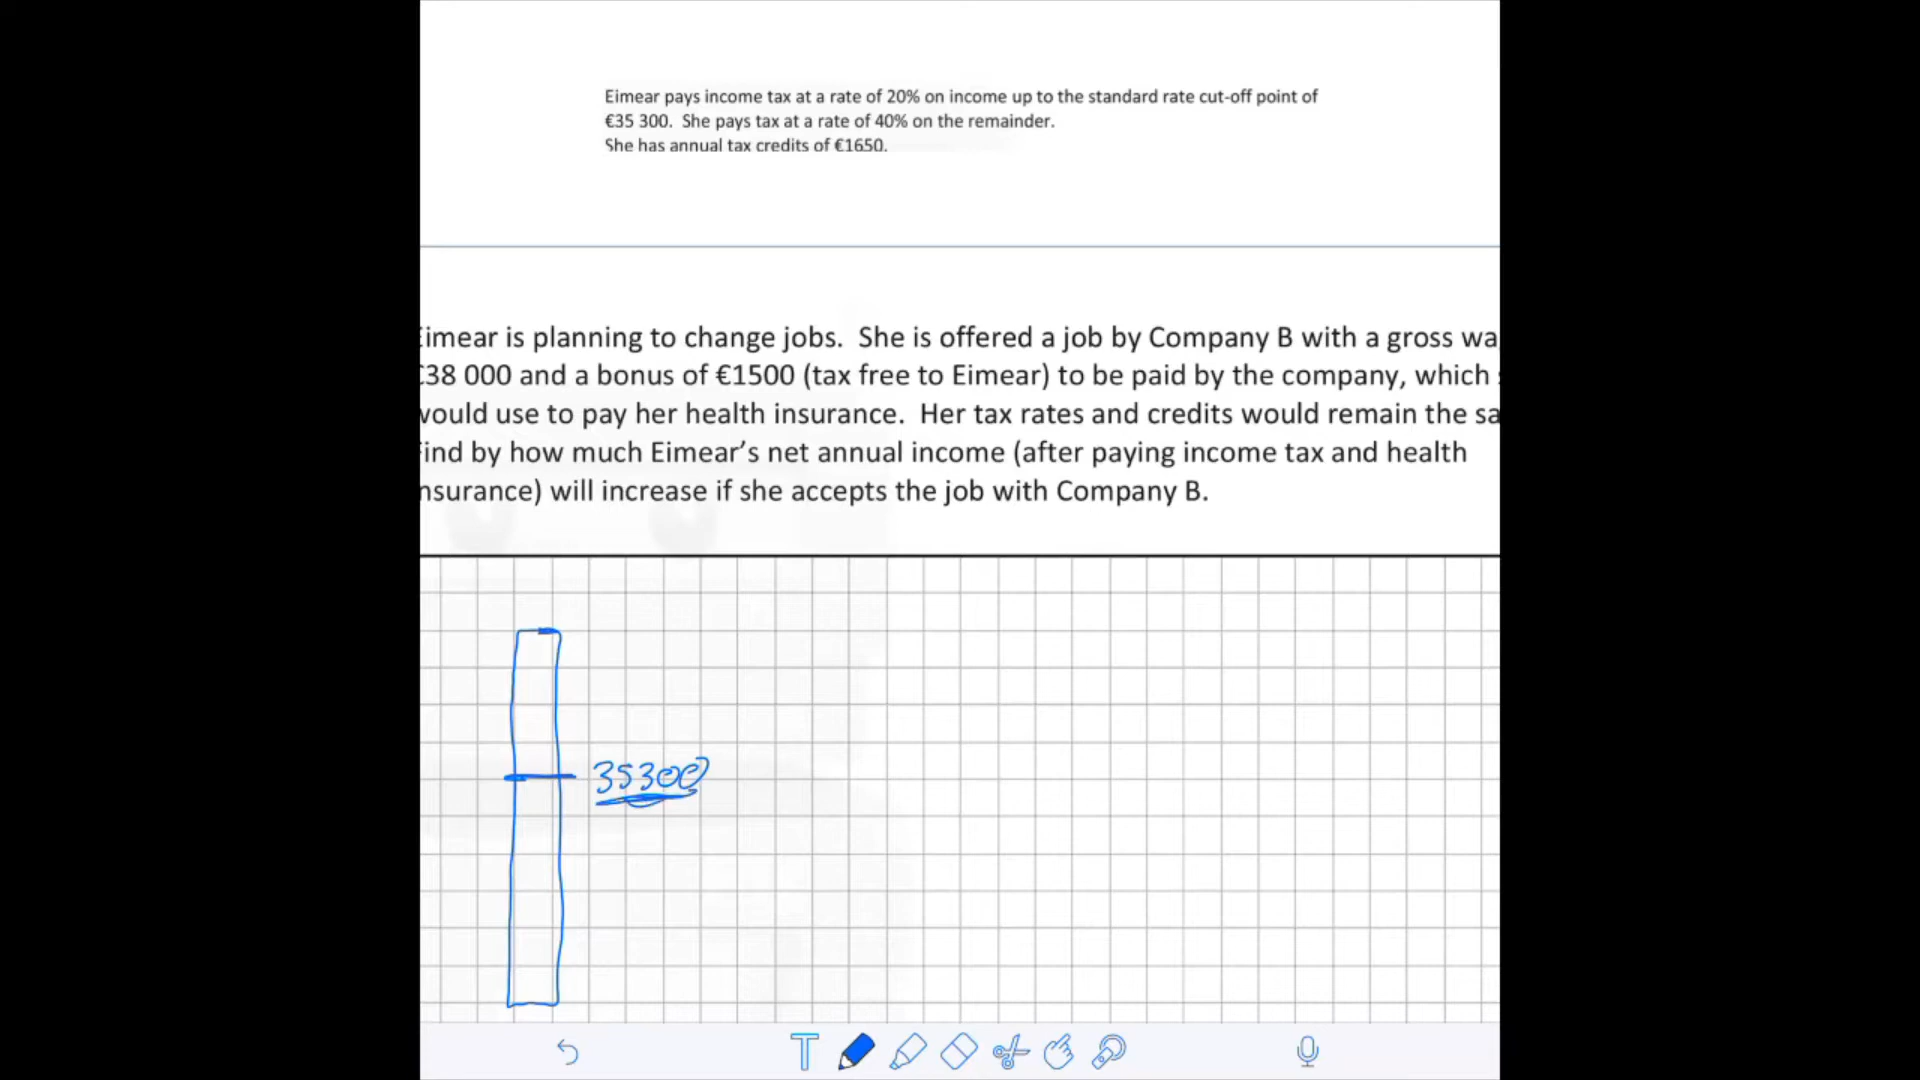 Eimear pays income tax at a rate of 20% on income up to the standard rate cut-off point of
€35 300. She pays tax at a rate of 40% on the remainder.
She has annual tax credits of €1650.
Eimear is planning to change jobs. She is offered a job by Company B with a gross wa
€38 000 and a bonus of €1500 (tax free to Eimear) to be paid by the company, which s
would use to pay her health insurance. Her tax rates and credits would remain the sa
Find by how much Eimear’s net annual income (after paying income tax and health
insurance) will increase if she accepts the job with Company B.
35300
T